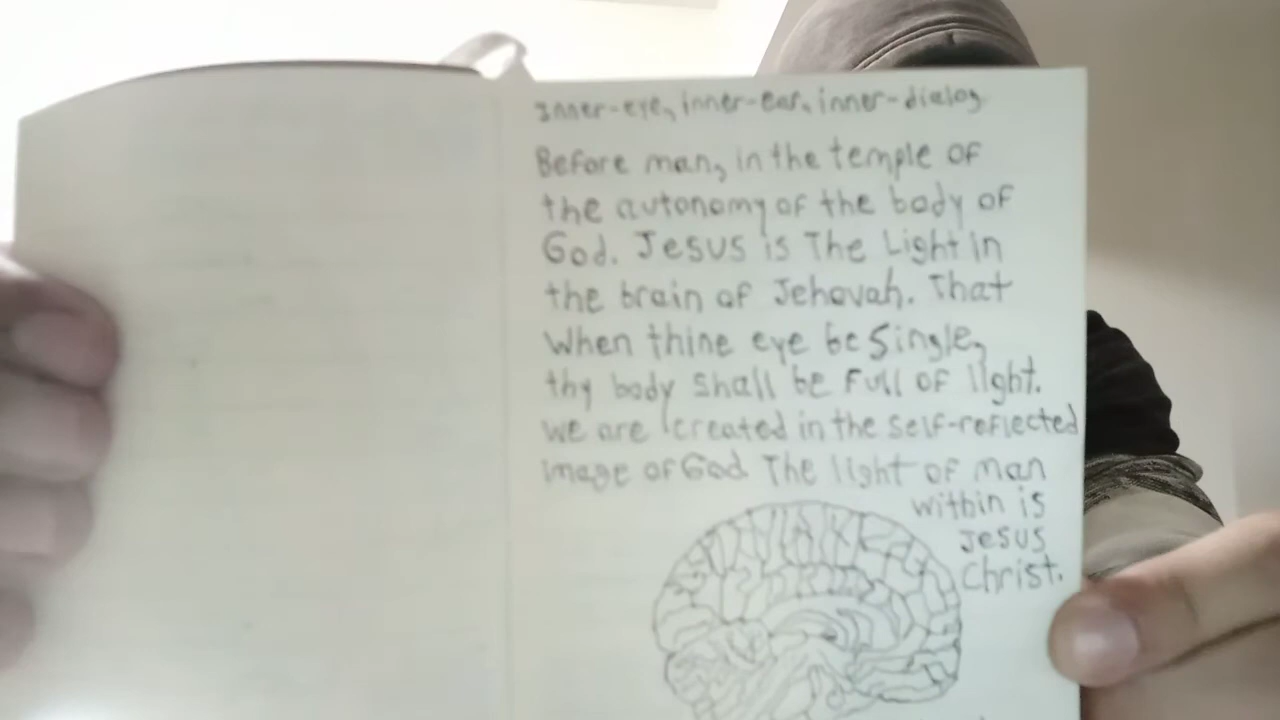 Inner-eye, inner-ear, inner-dialog
Before man, in the temple of
the autonomy of the body of
God. Jesus is The Light in
the brain of Jehovah. That
when thine eye be single,
thy body shall be full of light.
we are created in the self-reflected
image of God. The light of man
within is
Jesus
Christ.